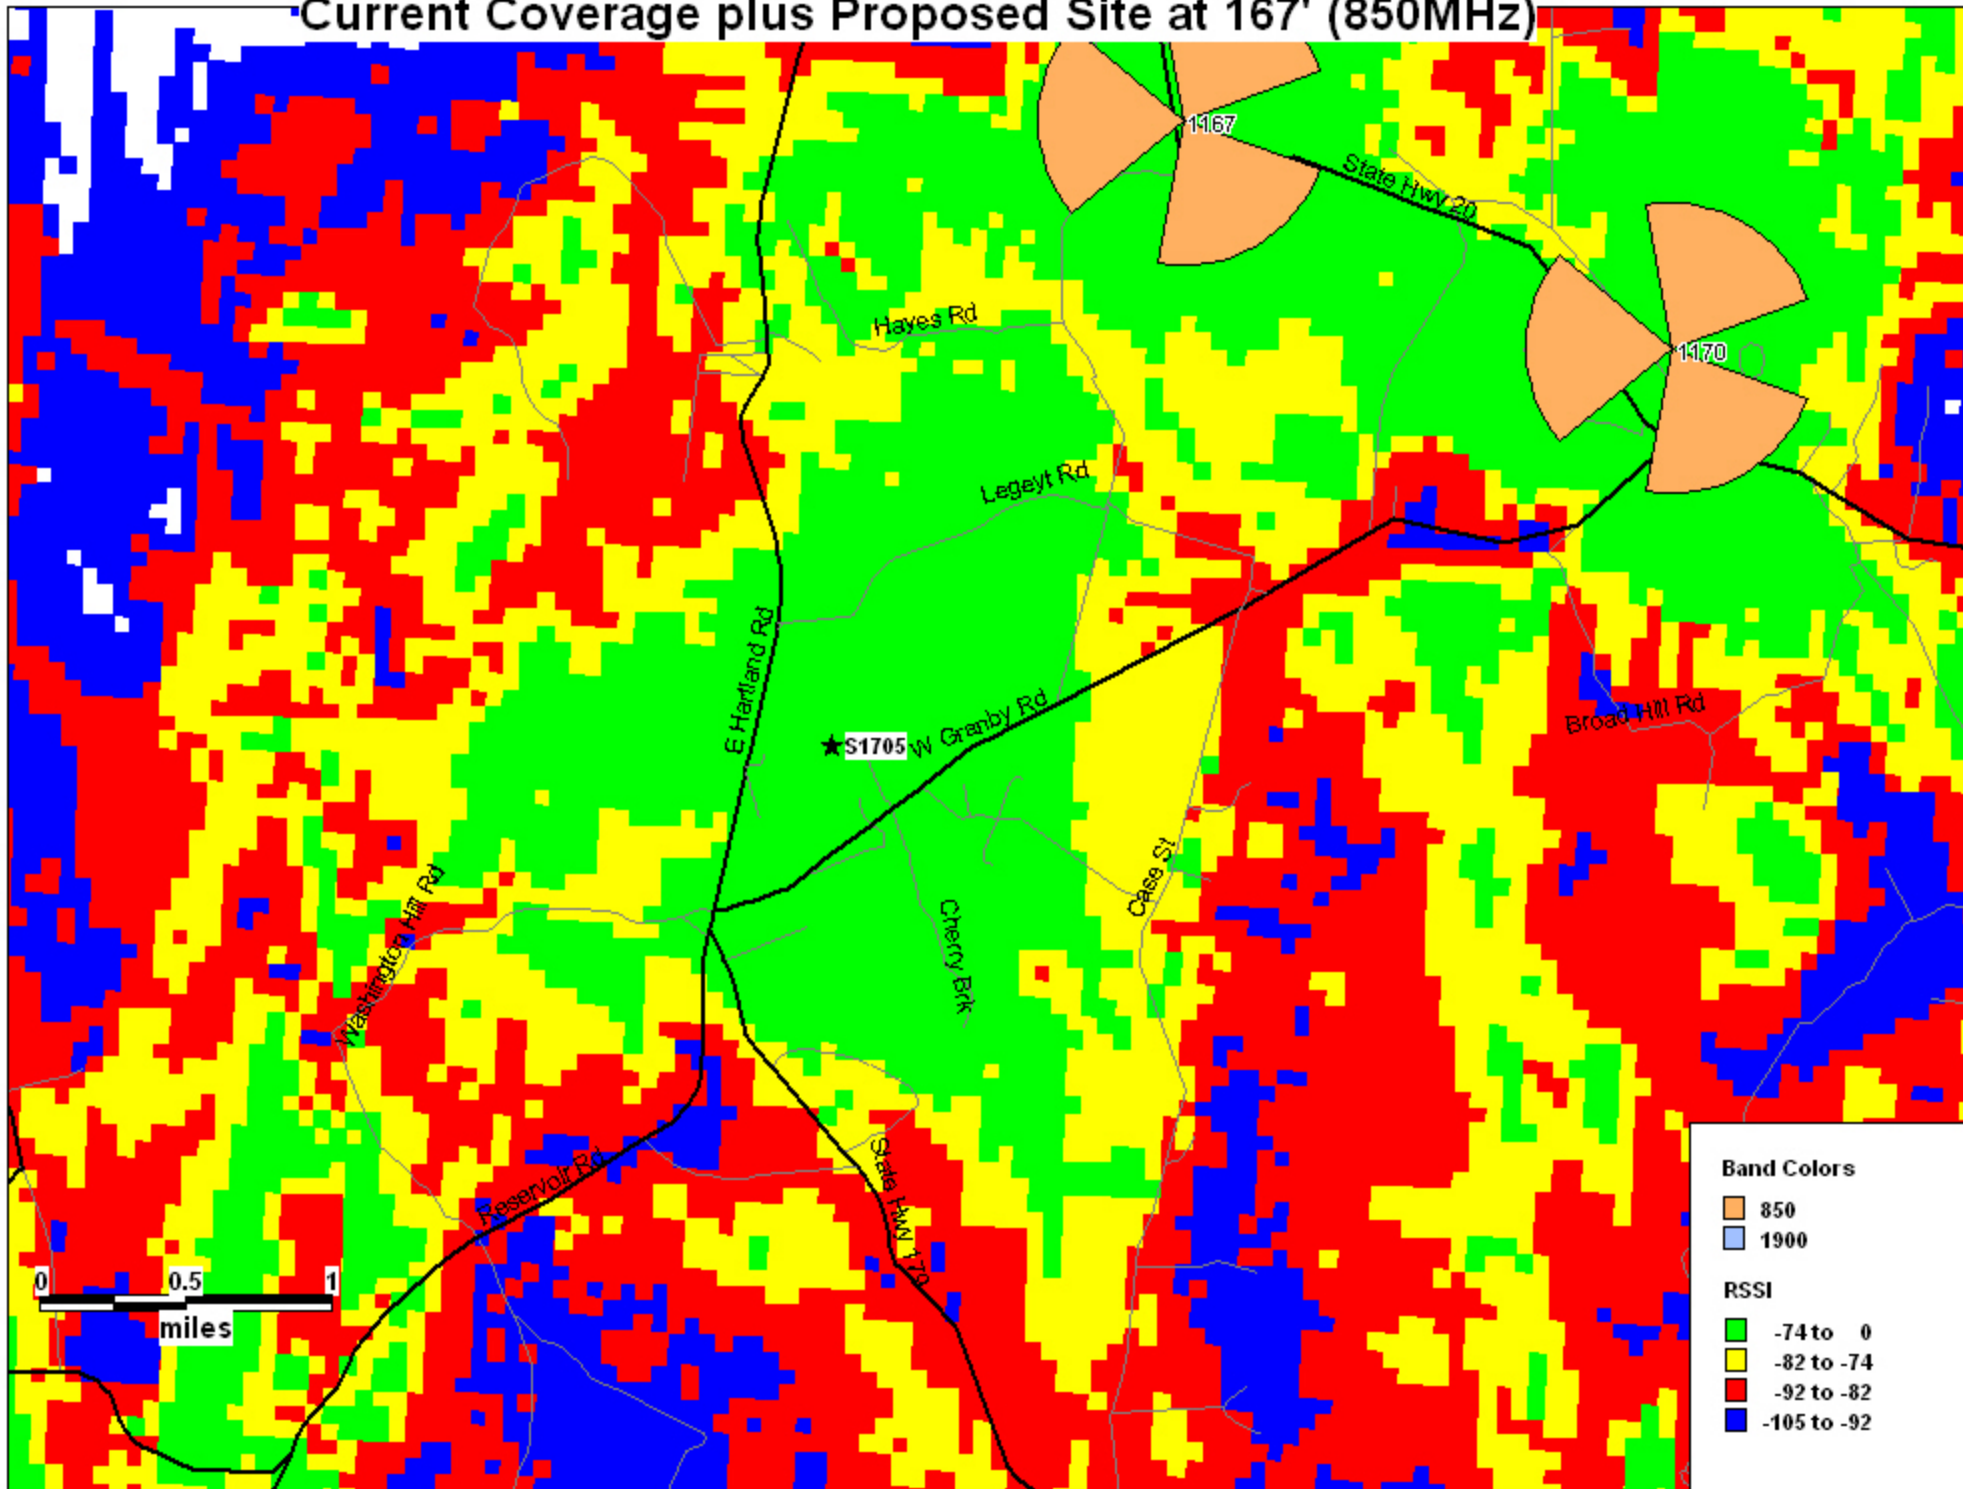 Current Coverage plus Proposed Site at 167' (850MHz)
1167
State Hwy 20
Hayes Rd
1170
Legeyt Rd
E Hartland Rd
W Granby Rd
S1705
Broad Hill Rd
Washington Hill Rd
Case St
Cherry Brk
Reservoir Rd
State Hwy 179
0 0.5 1
miles
Band Colors
850
1900
RSSI
-74 to 0
-82 to -74
-92 to -82
-105 to -92